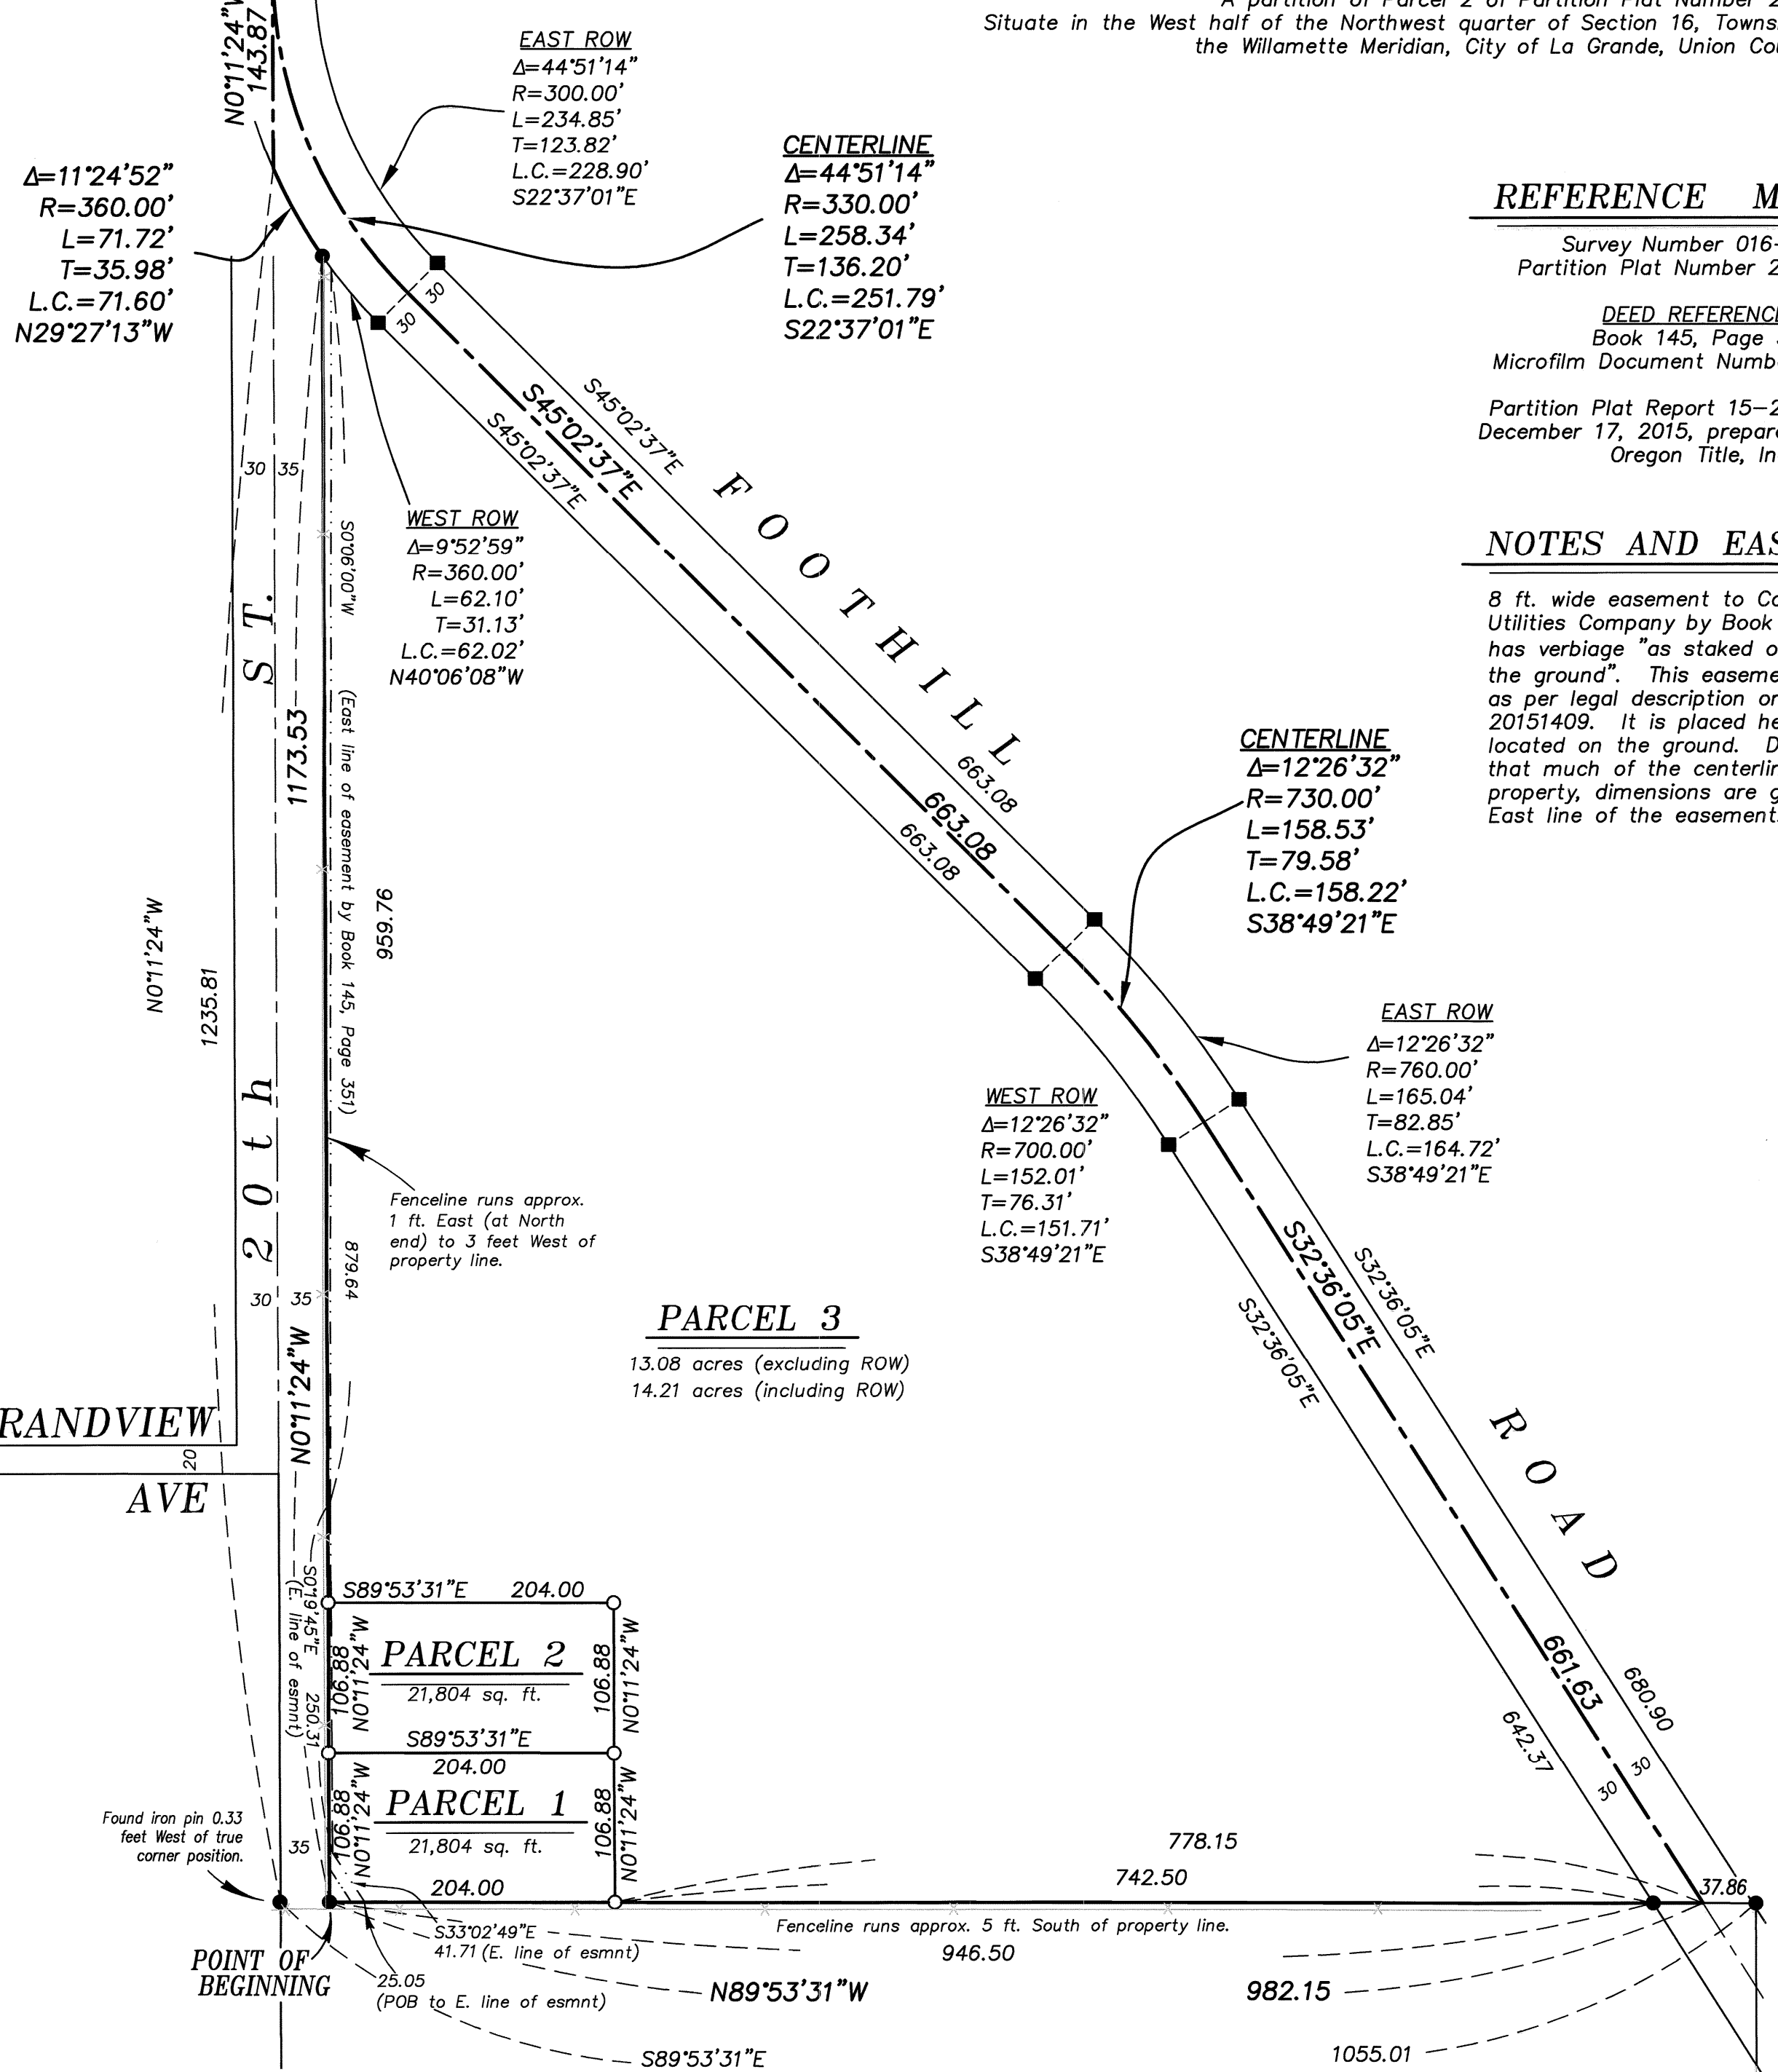 A partition of Parcel 2 of Partition Plat Number 2
Situate in the West half of the Northwest quarter of Section 16, Towns
the Willamette Meridian, City of La Grande, Union Cou
N0°11'24"W
143.87
EAST ROW
Δ=44°51'14"
R=300.00'
L=234.85'
T=123.82'
L.C.=228.90'
S22°37'01"E
CENTERLINE
Δ=44°51'14"
R=330.00'
L=258.34'
T=136.20'
L.C.=251.79'
S22°37'01"E
Δ=11°24'52"
R=360.00'
L=71.72'
T=35.98'
L.C.=71.60'
N29°27'13"W
REFERENCE M
Survey Number 016-
Partition Plat Number 2
DEED REFERENCE
Book 145, Page
Microfilm Document Numb
Partition Plat Report 15-2
December 17, 2015, prepar
Oregon Title, In
NOTES AND EAS
8 ft. wide easement to Ca
Utilities Company by Book
has verbiage "as staked o
the ground". This easeme
as per legal description or
20151409. It is placed he
located on the ground. D
that much of the centerlin
property, dimensions are g
East line of the easement.
30
30
S45°02'37"E
S45°02'37"E
S45°02'37"E
FOOTHILL
30 35
WEST ROW
Δ=9°52'59"
R=360.00'
L=62.10'
T=31.13'
L.C.=62.02'
N40°06'08"W
S0°06'00"W
(East line of easement by Book 145, Page 351)
20th ST.
1173.53
959.76
N0°11'24"W
1235.81
663.08
663.08
663.08
CENTERLINE
Δ=12°26'32"
R=730.00'
L=158.53'
T=79.58'
L.C.=158.22'
S38°49'21"E
EAST ROW
Δ=12°26'32"
R=760.00'
L=165.04'
T=82.85'
L.C.=164.72'
S38°49'21"E
WEST ROW
Δ=12°26'32"
R=700.00'
L=152.01'
T=76.31'
L.C.=151.71'
S38°49'21"E
Fenceline runs approx.
1 ft. East (at North
end) to 3 feet West of
property line.
879.64
30 35
N0°11'24"W
PARCEL 3
13.08 acres (excluding ROW)
14.21 acres (including ROW)
S32°36'05"E
S32°36'05"E
S32°36'05"E
ROAD
RANDVIEW
AVE
20
S0°19'45"E 250.31
(E. line of esmnt)
S89°53'31"E 204.00
106.88
N0°11'24"W
PARCEL 2
21,804 sq. ft.
106.88
N0°11'24"W
S89°53'31"E
204.00
106.88
N0°11'24"W
PARCEL 1
21,804 sq. ft.
106.88
N0°11'24"W
204.00
661.63
680.90
642.37
30
30
Found iron pin 0.33
feet West of true
corner position.
35
778.15
742.50
37.86
Fenceline runs approx. 5 ft. South of property line.
S33°02'49"E
41.71 (E. line of esmnt)
946.50
POINT OF
BEGINNING
25.05
(POB to E. line of esmnt)
N89°53'31"W
982.15
S89°53'31"E
1055.01